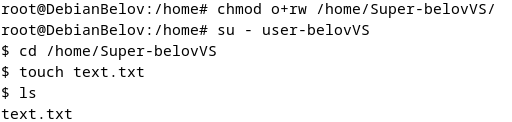 root@DebianBelov:/home# chmod o+rw /home/Super-belovVS/
root@DebianBelov:/home# su - user-belovVS
$ cd /home/Super-belovVS
$ touch text.txt
$ ls
text.txt